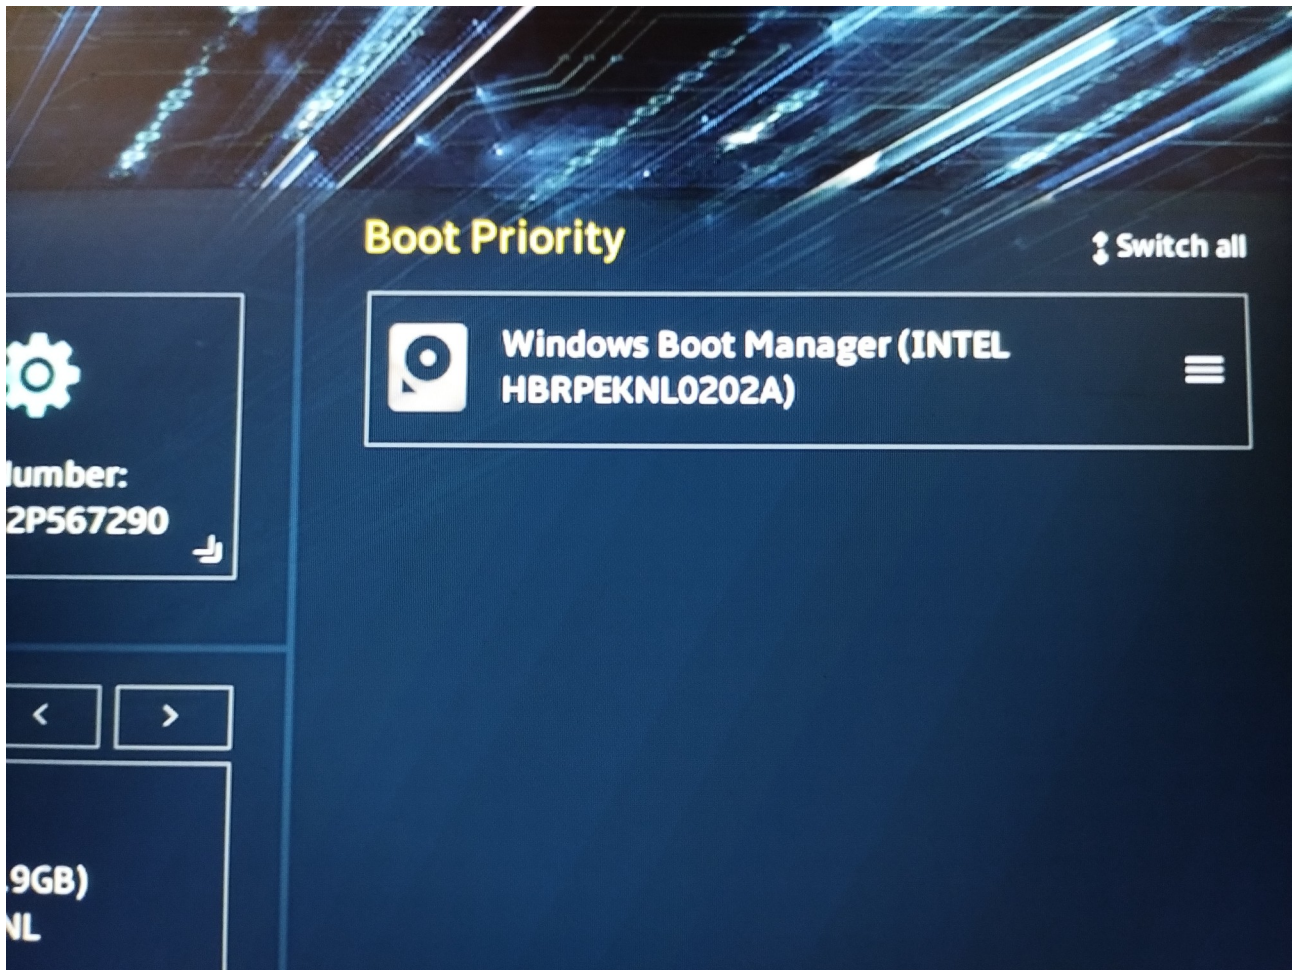 Boot Priority
Switch all
Windows Boot Manager (INTEL
HBRPEKNL0202A)
umber:
2P567290
.9GB)
NL